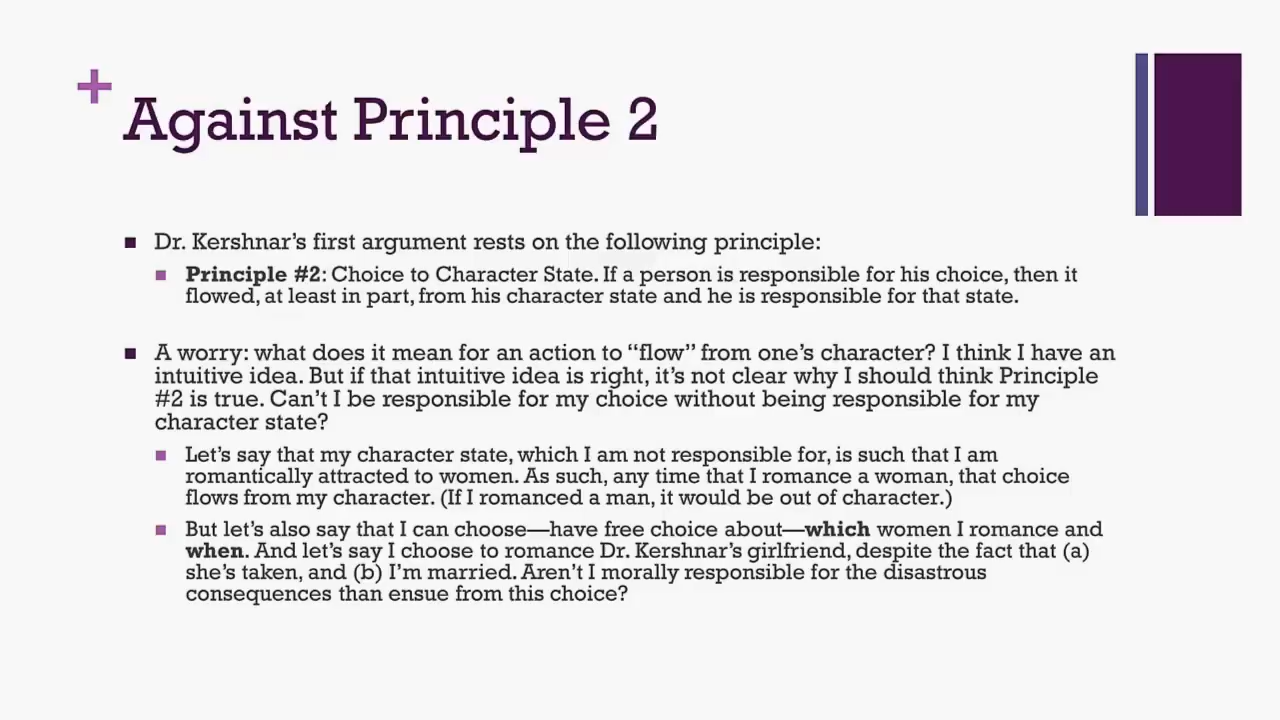 Against Principle 2
Dr. Kershnar's first argument rests on the following principle:
Principle #2: Choice to Character State. If a person is responsible for his choice, then it
flowed, at least in part, from his character state and he is responsible for that state.
A worry: what does it mean for an action to “flow” from one's character? I think I have an
intuitive idea. But if that intuitive idea is right, it's not clear why I should think Principle
#2 is true. Can't I be responsible for my choice without being responsible for my
character state?
Let's say that my character state, which I am not responsible for, is such that I am
romantically attracted to women. As such, any time that I romance a woman, that choice
flows from my character. (If I romanced a man, it would be out of character.)
But let's also say that I can choose—have free choice about—which women I romance and
when. And let's say I choose to romance Dr. Kershnar's girlfriend, despite the fact that (a)
she's taken, and (b) I'm married. Aren't I morally responsible for the disastrous
consequences than ensue from this choice?